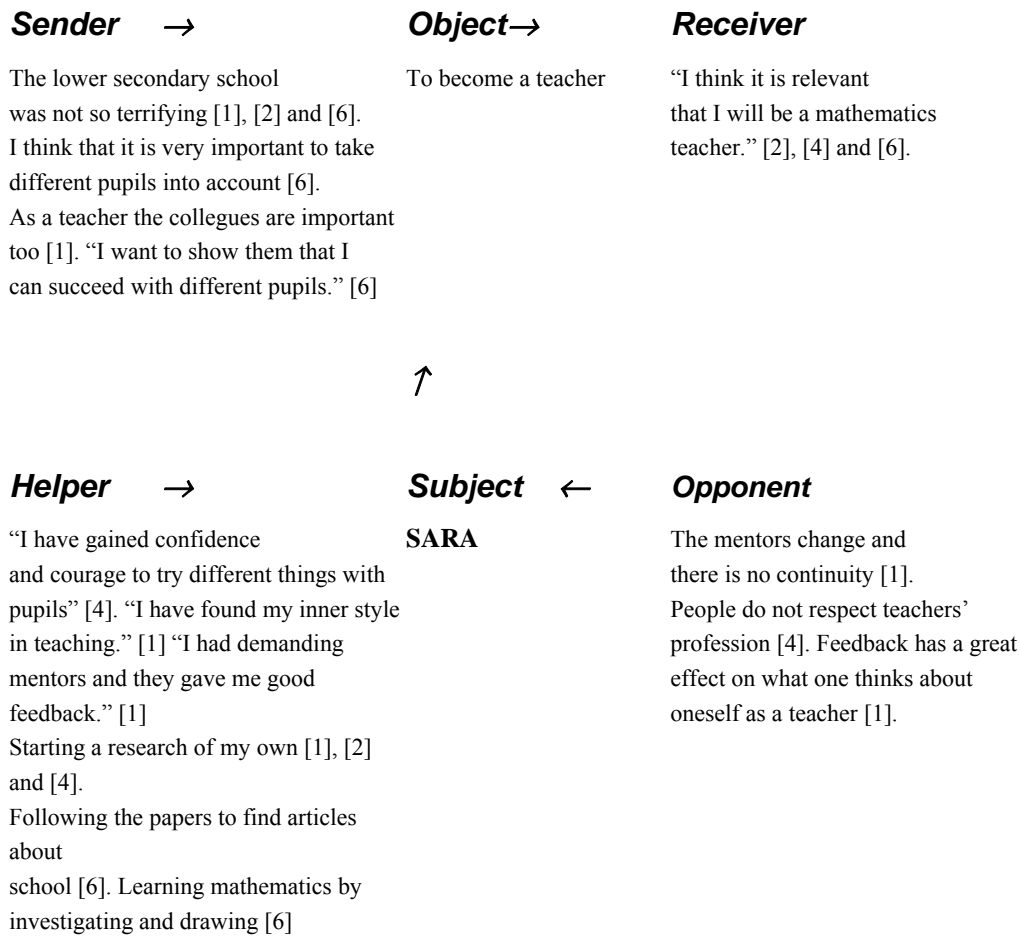 Sender → Object→ Receiver
The lower secondary school
was not so terrifying [1], [2] and [6].
I think that it is very important to take
different pupils into account [6].
As a teacher the collegues are important
too [1]. “I want to show them that I
can succeed with different pupils.” [6]
To become a teacher
“I think it is relevant
that I will be a mathematics
teacher.” [2], [4] and [6].
↑
Helper → Subject ← Opponent
“I have gained confidence
and courage to try different things with
pupils” [4]. “I have found my inner style
in teaching.” [1] “I had demanding
mentors and they gave me good
feedback.” [1]
Starting a research of my own [1], [2]
and [4].
Following the papers to find articles
about
school [6]. Learning mathematics by
investigating and drawing [6]
SARA
The mentors change and
there is no continuity [1].
People do not respect teachers’
profession [4]. Feedback has a great
effect on what one thinks about
oneself as a teacher [1].